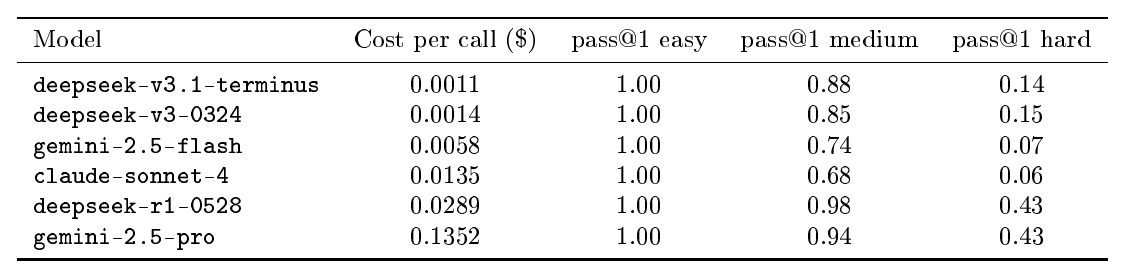 Model Cost per call ($) pass@1 easy pass@1 medium pass@1 hard
deepseek-v3.1-terminus 0.0011 1.00 0.88 0.14
deepseek-v3-0324 0.0014 1.00 0.85 0.15
gemini-2.5-flash 0.0058 1.00 0.74 0.07
claude-sonnet-4 0.0135 1.00 0.68 0.06
deepseek-r1-0528 0.0289 1.00 0.98 0.43
gemini-2.5-pro 0.1352 1.00 0.94 0.43